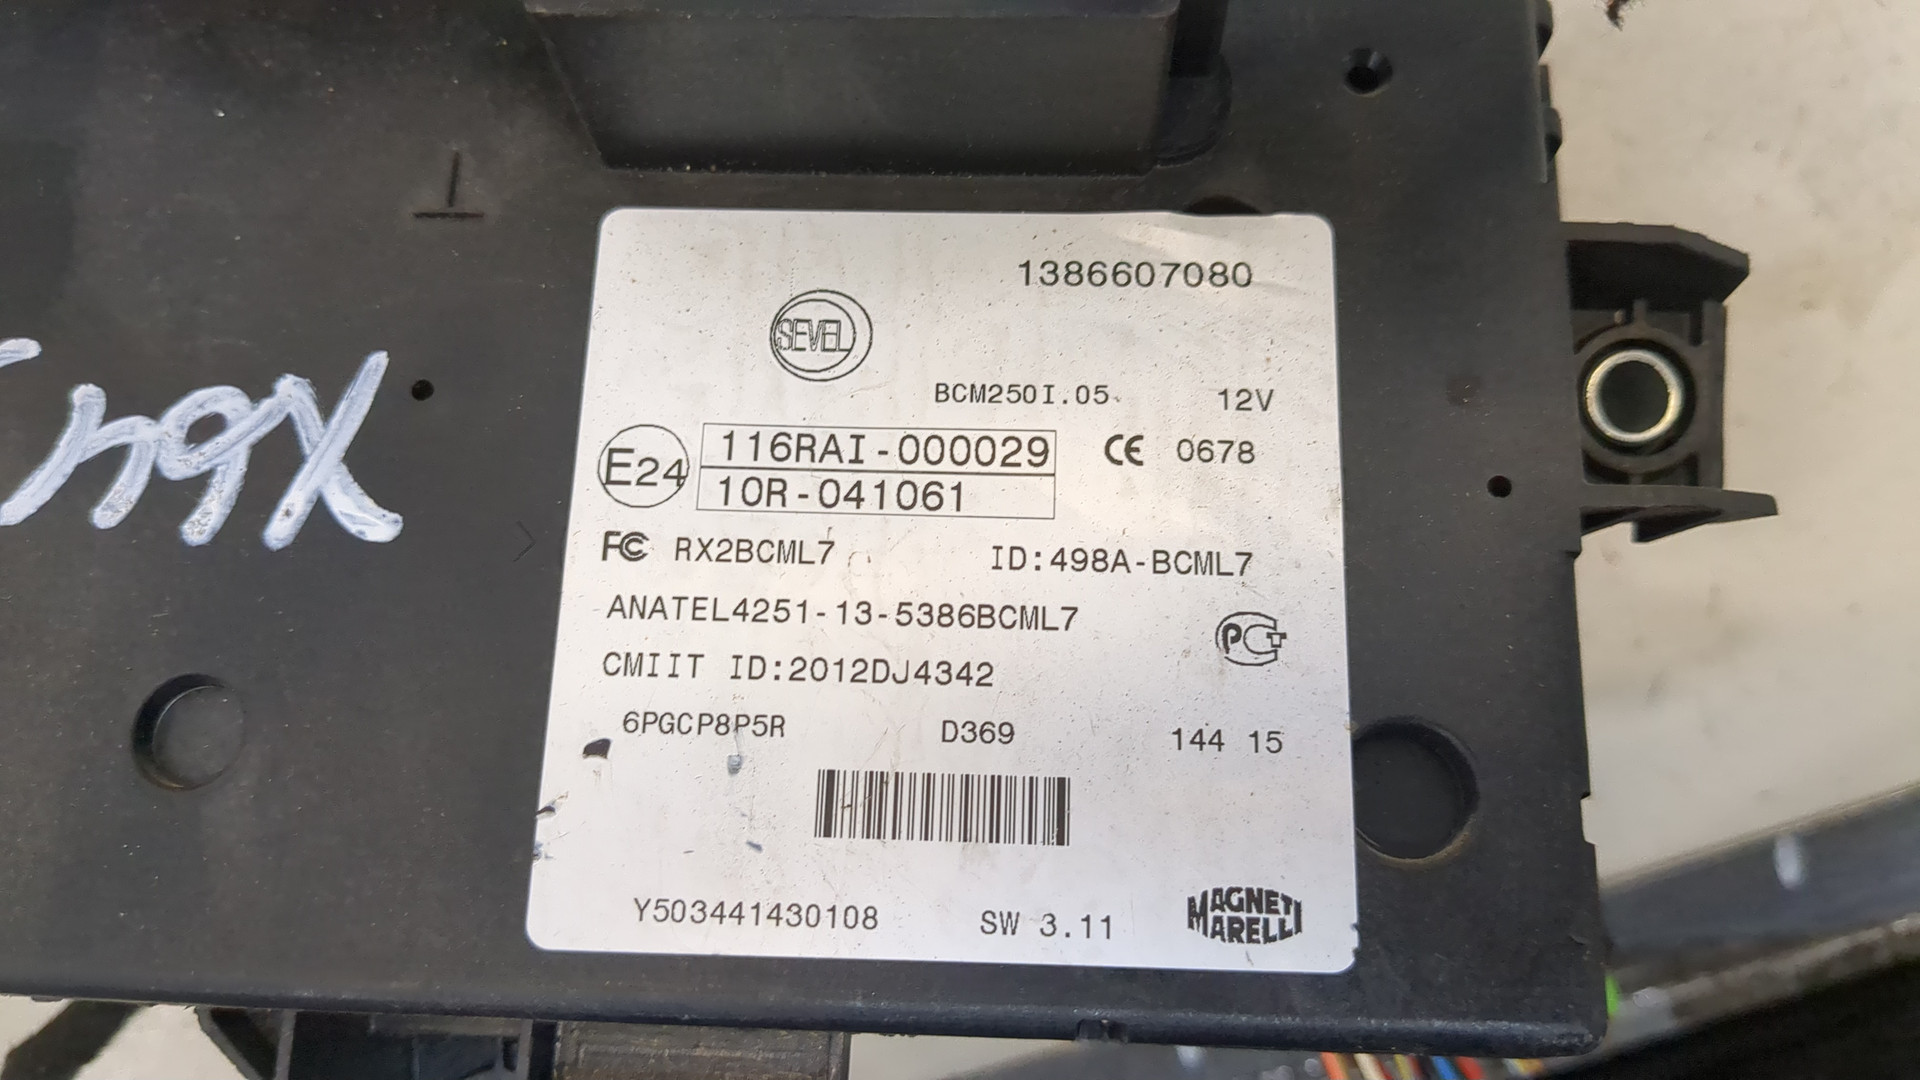 1386607080
SEVEL
BCM250I.05 12V
E24 116RAI-000029 CE 0678
10R-041061
FC RX2BCML7 ID:498A-BCML7
ANATEL4251-13-5386BCML7
PCT
CMIIT ID:2012DJ4342
6PGCP8P5R D369 144 15
Y503441430108 SW 3.11
MAGNETI MARELLI